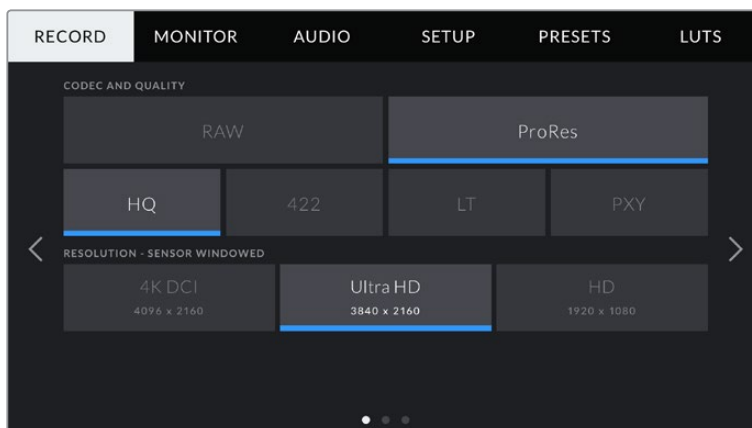 RECORD MONITOR AUDIO SETUP PRESETS LUTS
CODEC AND QUALITY
RAW ProRes
HQ 422 LT PXY
RESOLUTION - SENSOR WINDOWED
4K DCI Ultra HD HD
4096 x 2160 3840 x 2160 1920 x 1080